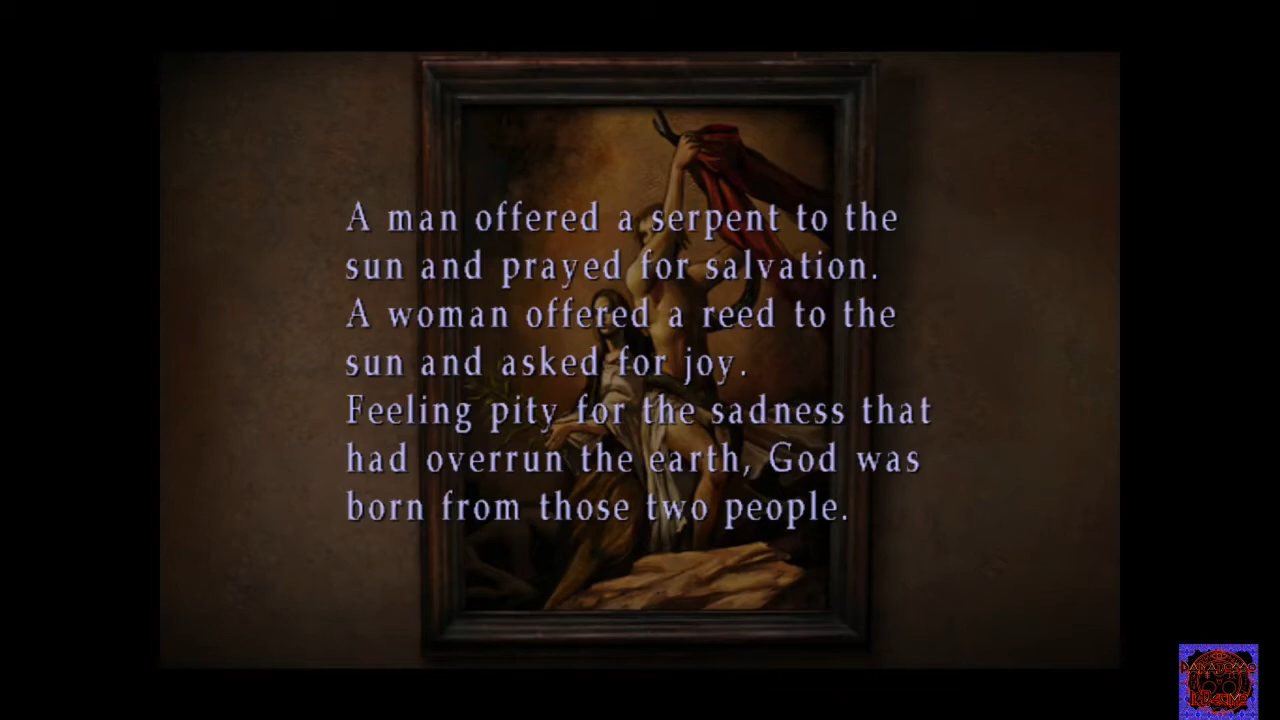 A man offered a serpent to the
sun and prayed for salvation.
A woman offered a reed to the
sun and asked for joy.
Feeling pity for the sadness that
had overrun the earth, God was
born from those two people.